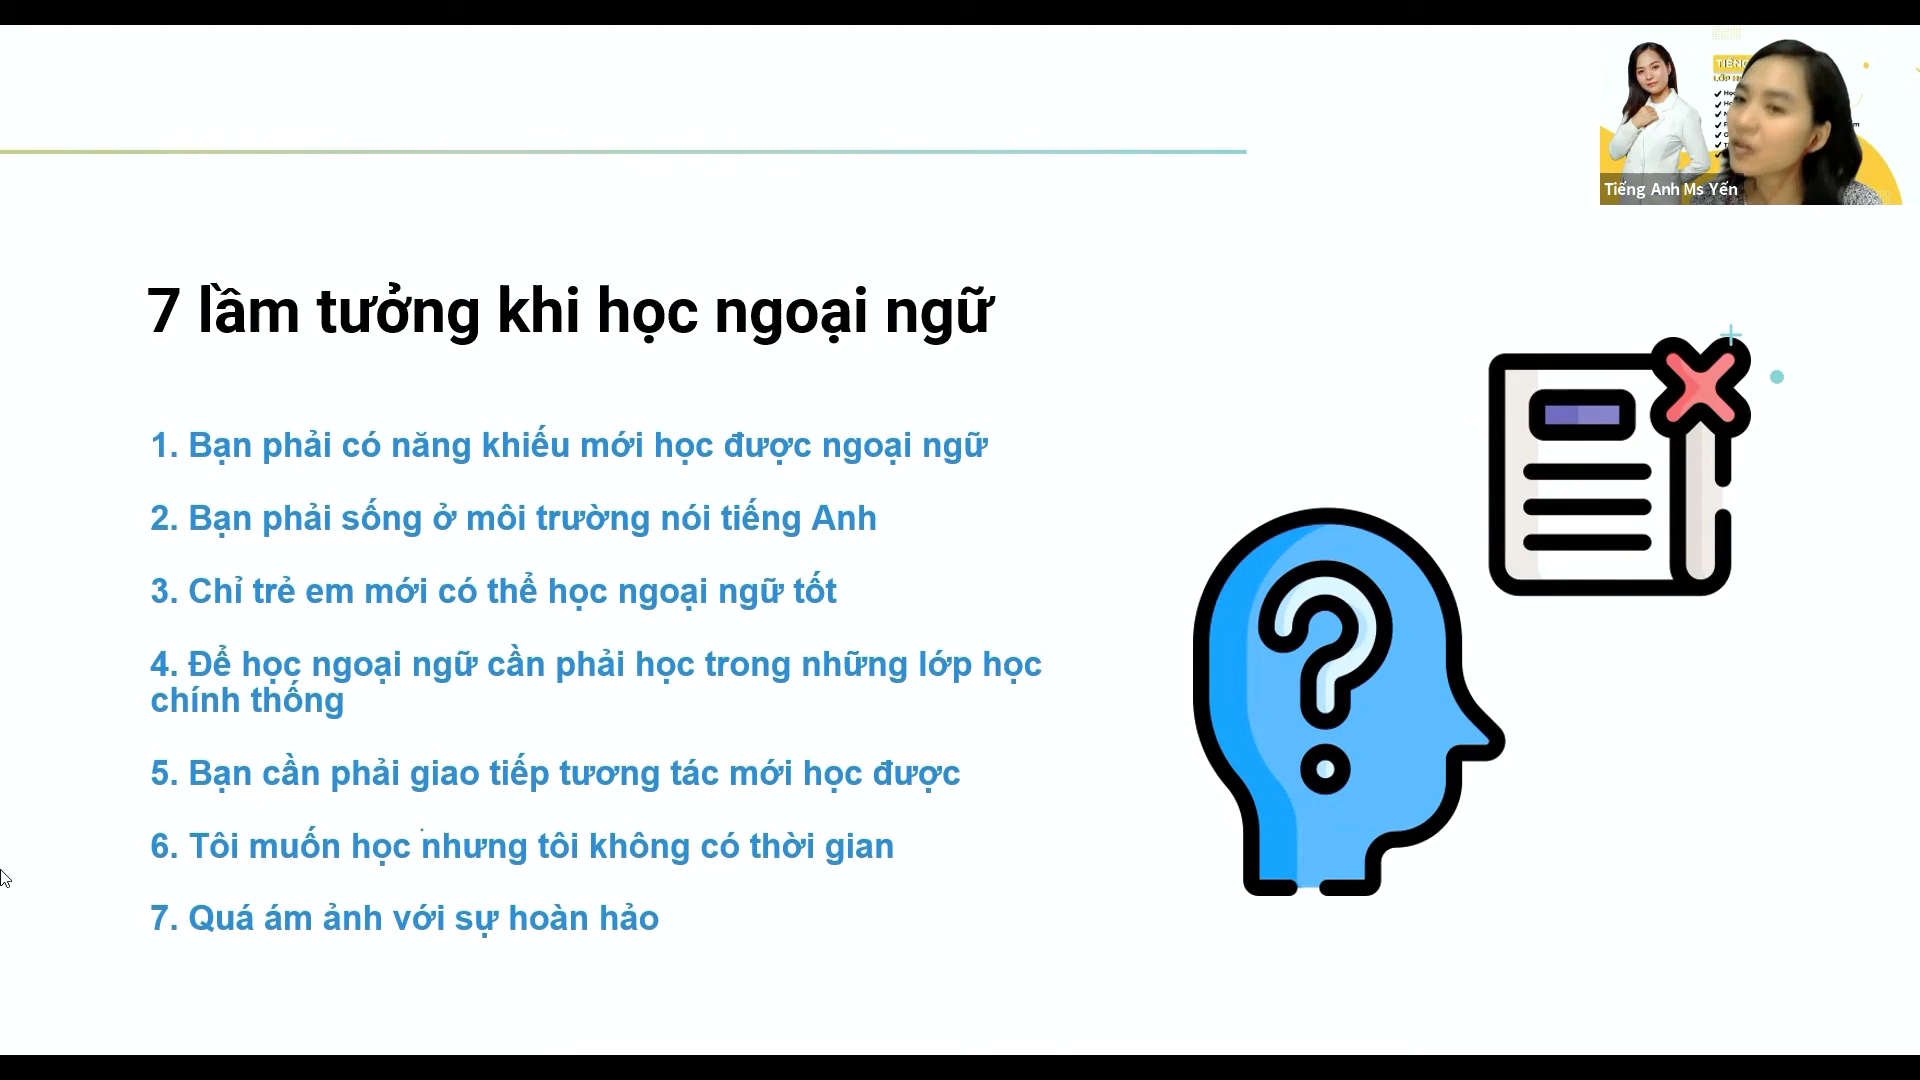 TIẾNG
Tiếng Anh Ms Yến
7 lầm tưởng khi học ngoại ngữ
1. Bạn phải có năng khiếu mới học được ngoại ngữ
2. Bạn phải sống ở môi trường nói tiếng Anh
3. Chỉ trẻ em mới có thể học ngoại ngữ tốt
4. Để học ngoại ngữ cần phải học trong những lớp học
chính thống
5. Bạn cần phải giao tiếp tương tác mới học được
6. Tôi muốn học nhưng tôi không có thời gian
7. Quá ám ảnh với sự hoàn hảo